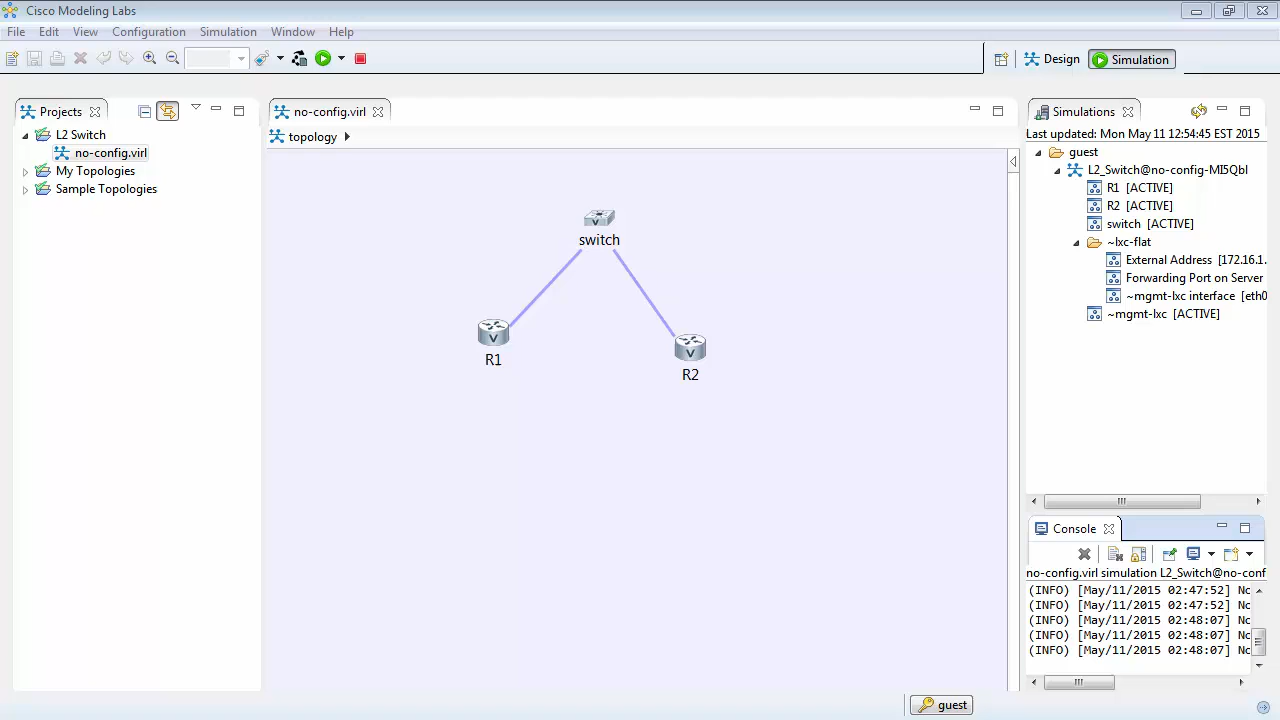 Cisco Modeling Labs
File Edit View Configuration Simulation Window Help
Design Simulation
Projects
L2 Switch
no-config.virl
My Topologies
Sample Topologies
no-config.virl
topology
switch
R1
R2
Simulations
Last updated: Mon May 11 12:54:45 EST 2015
guest
L2_Switch@no-config-MI5QbI
R1 [ACTIVE]
R2 [ACTIVE]
switch [ACTIVE]
~lxc-flat
External Address [172.16.1.
Forwarding Port on Server
~mgmt-lxc interface [eth0
~mgmt-lxc [ACTIVE]
Console
no-config.virl simulation L2_Switch@no-conf
(INFO) [May/11/2015 02:47:52] Nc
(INFO) [May/11/2015 02:47:52] Nc
(INFO) [May/11/2015 02:48:07] Nc
(INFO) [May/11/2015 02:48:07] Nc
(INFO) [May/11/2015 02:48:07] Nc
guest